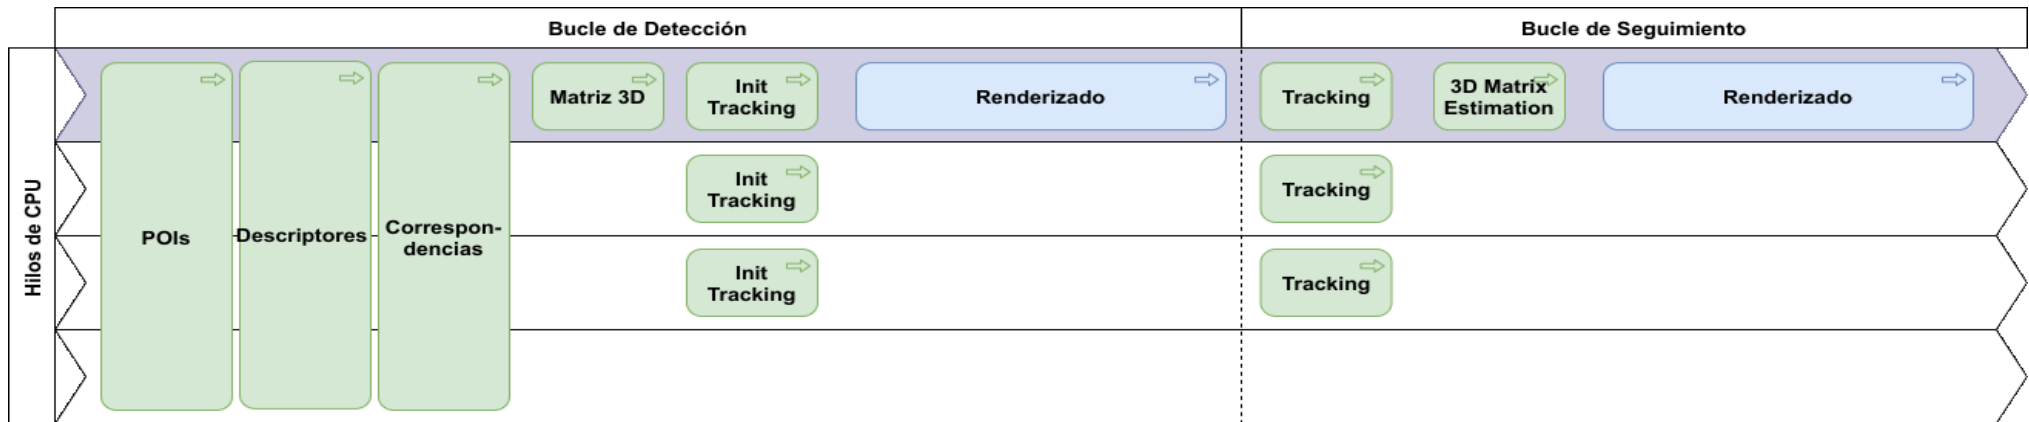 Bucle de Detección
Bucle de Seguimiento
Hilos de CPU
POIs
Descriptores
Correspon-
dencias
Matriz 3D
Init
Tracking
Renderizado
Tracking
3D Matrix
Estimation
Renderizado
Init
Tracking
Tracking
Init
Tracking
Tracking